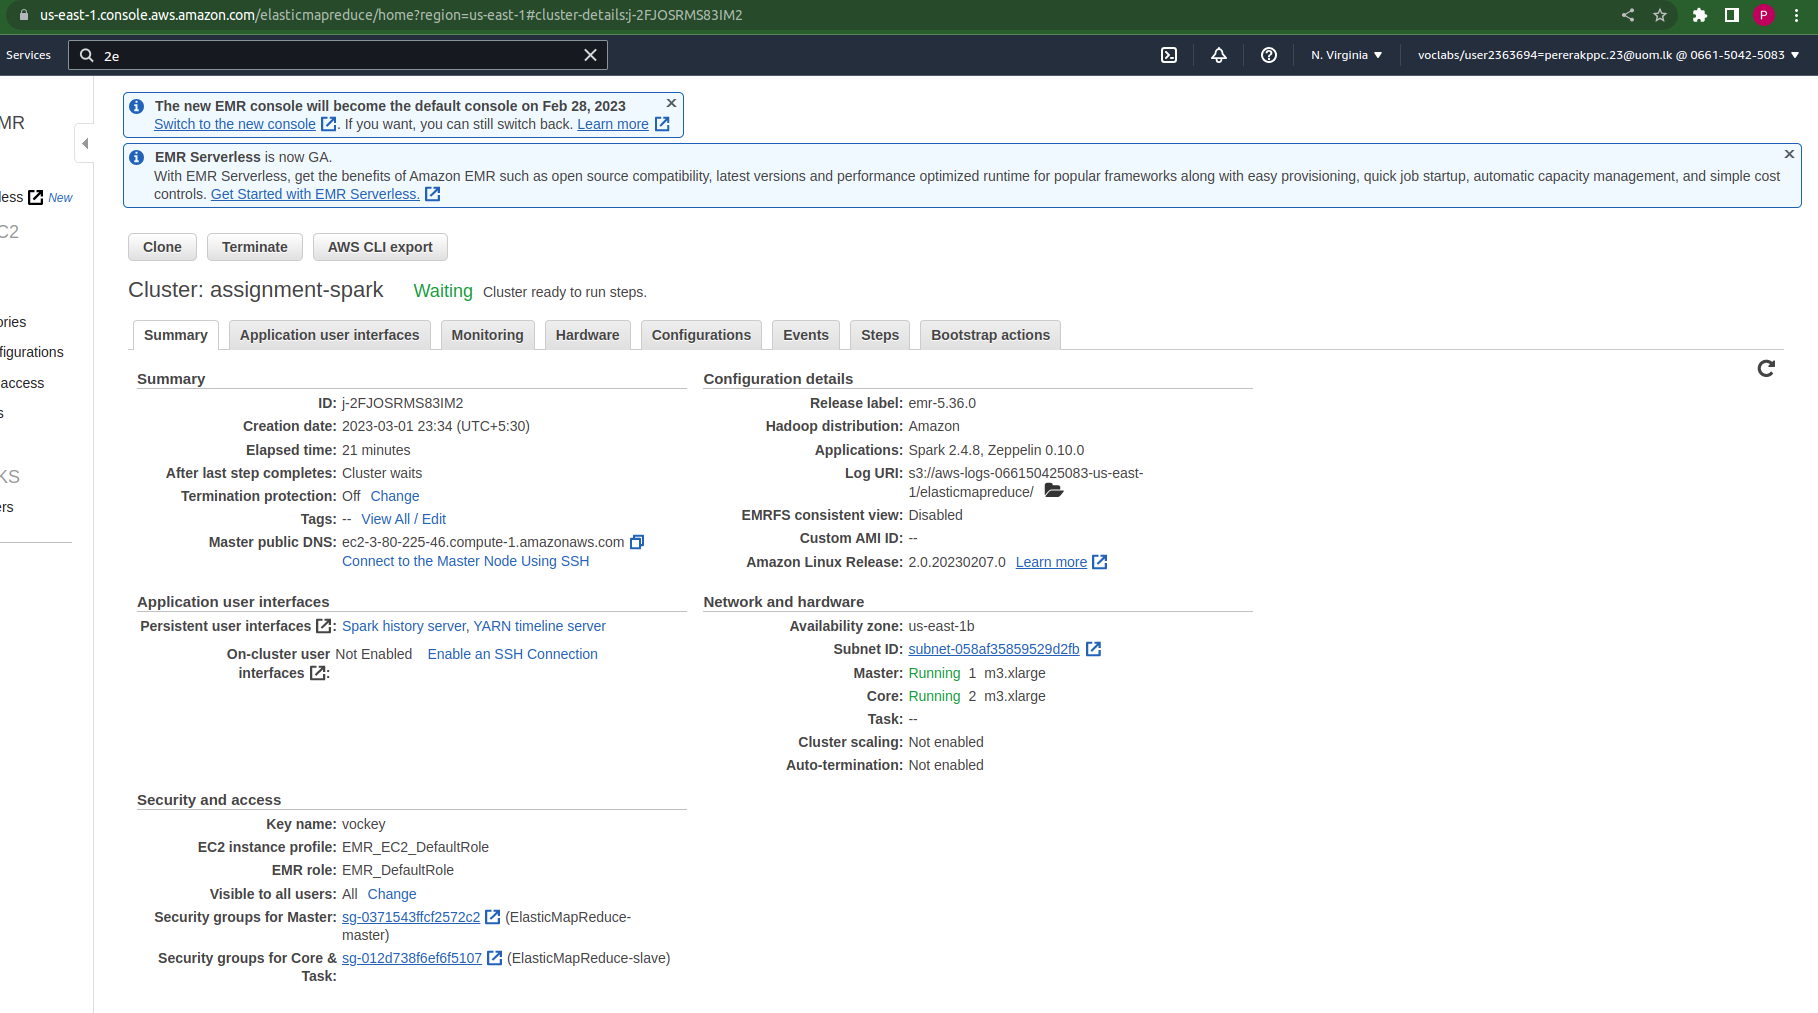 us-east-1.console.aws.amazon.com/elasticmapreduce/home?region=us-east-1#cluster-details:j-2FJOSRMS83IM2
P
Services
2e
N. Virginia
voclabs/user2363694=pererakppc.23@uom.lk @ 0661-5042-5083
MR
less New
C2
ories
figurations
access
s
KS
ers
The new EMR console will become the default console on Feb 28, 2023
Switch to the new console. If you want, you can still switch back. Learn more
EMR Serverless is now GA.
With EMR Serverless, get the benefits of Amazon EMR such as open source compatibility, latest versions and performance optimized runtime for popular frameworks along with easy provisioning, quick job startup, automatic capacity management, and simple cost
controls. Get Started with EMR Serverless.
Clone Terminate AWS CLI export
Cluster: assignment-spark Waiting Cluster ready to run steps.
Summary Application user interfaces Monitoring Hardware Configurations Events Steps Bootstrap actions
Summary
ID: j-2FJOSRMS83IM2
Creation date: 2023-03-01 23:34 (UTC+5:30)
Elapsed time: 21 minutes
After last step completes: Cluster waits
Termination protection: Off Change
Tags: -- View All / Edit
Master public DNS: ec2-3-80-225-46.compute-1.amazonaws.com
Connect to the Master Node Using SSH
Configuration details
Release label: emr-5.36.0
Hadoop distribution: Amazon
Applications: Spark 2.4.8, Zeppelin 0.10.0
Log URI: s3://aws-logs-066150425083-us-east-
1/elasticmapreduce/
EMRFS consistent view: Disabled
Custom AMI ID: --
Amazon Linux Release: 2.0.20230207.0 Learn more
Application user interfaces
Persistent user interfaces : Spark history server, YARN timeline server
On-cluster user Not Enabled Enable an SSH Connection
interfaces :
Network and hardware
Availability zone: us-east-1b
Subnet ID: subnet-058af35859529d2fb
Master: Running 1 m3.xlarge
Core: Running 2 m3.xlarge
Task: --
Cluster scaling: Not enabled
Auto-termination: Not enabled
Security and access
Key name: vockey
EC2 instance profile: EMR_EC2_DefaultRole
EMR role: EMR_DefaultRole
Visible to all users: All Change
Security groups for Master: sg-0371543ffcf2572c2 (ElasticMapReduce-
master)
Security groups for Core & sg-012d738f6ef6f5107 (ElasticMapReduce-slave)
Task: